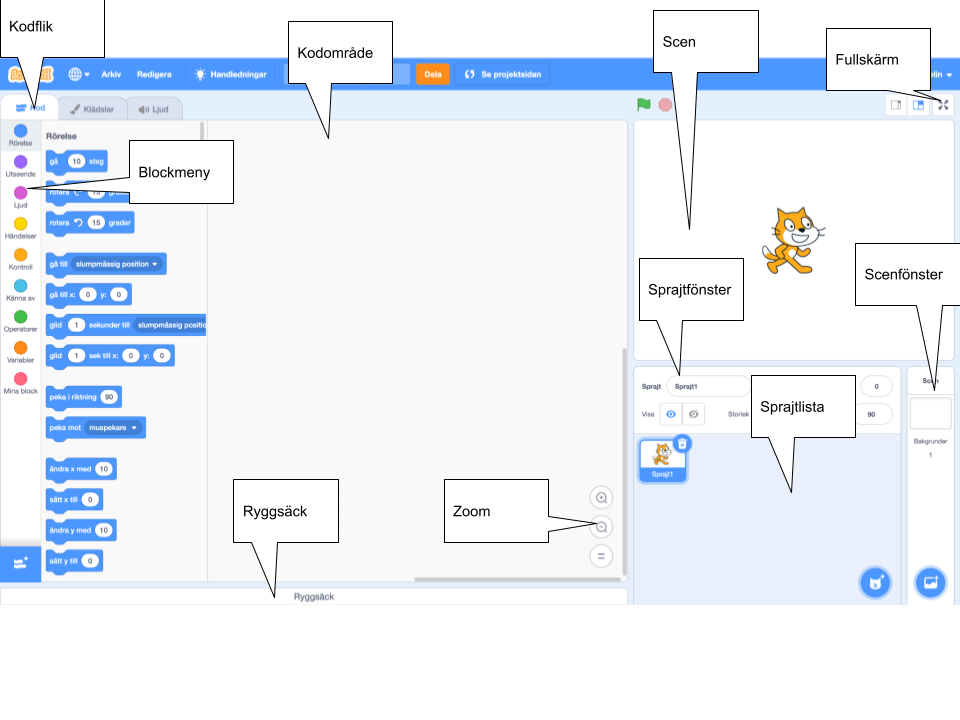 Kodflik
Kodområde
Scen
Fullskärm
Arkiv
Redigera
Handledningar
Dela
Se projektsidan
Kod
Klädslar
Ljud
Rörelse
Utseende
Ljud
Händelser
Kontroll
Känna av
Operatorer
Variabler
Mina block
Rörelse
gå 10 steg
Blockmeny
rotera 15
rotera 15 grader
gå till slumpmässig position
gå till x: 0 y: 0
glid 1 sekunder till slumpmässig positio
glid 1 sek till x: 0 y: 0
peka i riktning 90
peka mot muspekare
ändra x med 10
sätt x till 0
ändra y med 10
sätt y till 0
Ryggsäck
Zoom
Ryggsäck
Sprajtfönster
Scenfönster
Sprajt Sprajt1 0
Visa Storlek 90
Sprajtlista
Sprajt1
Scen
Bakgrunder
1